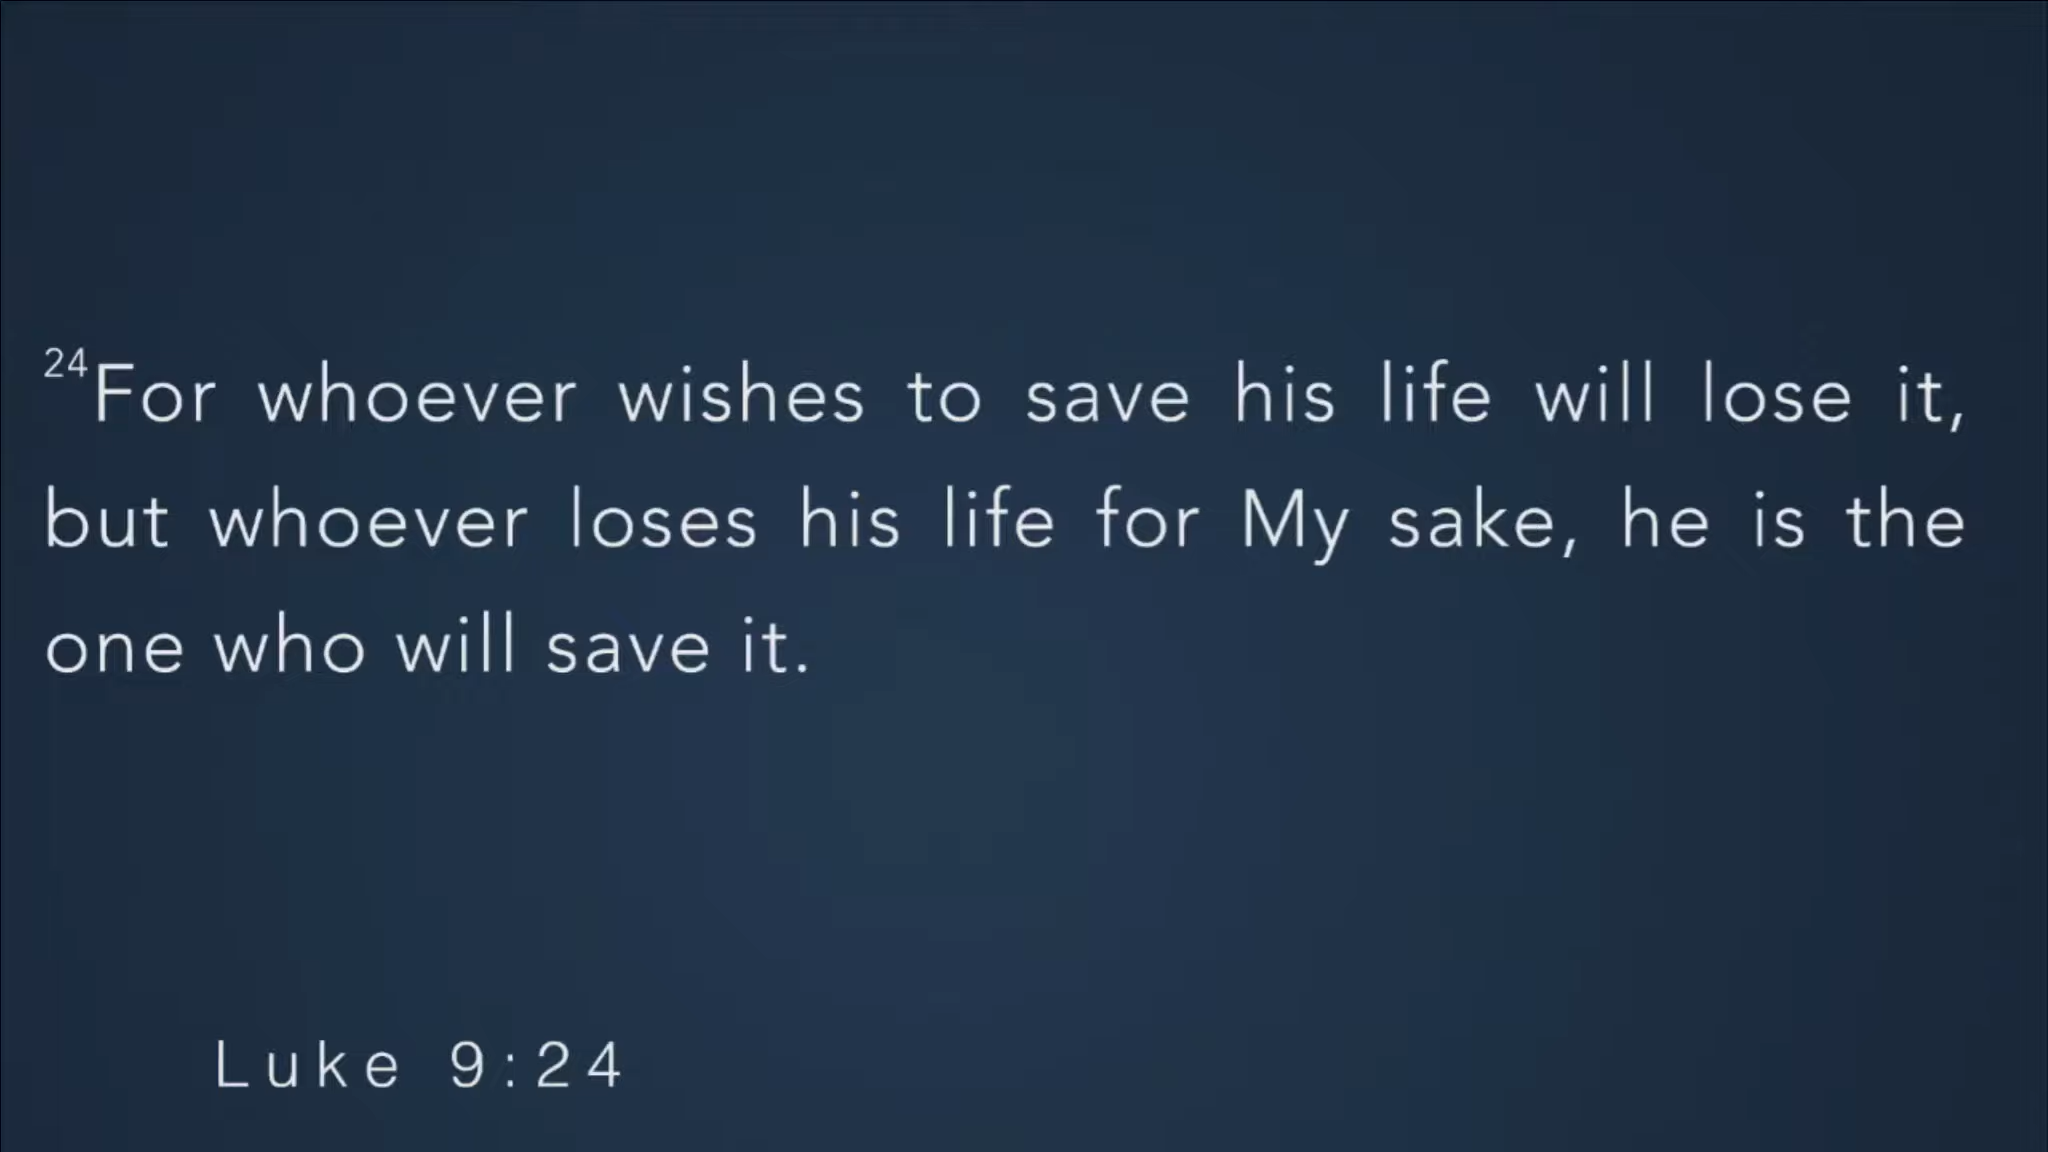 24For whoever wishes to save his life will lose it,
but whoever loses his life for My sake, he is the
one who will save it.
Luke 9:24